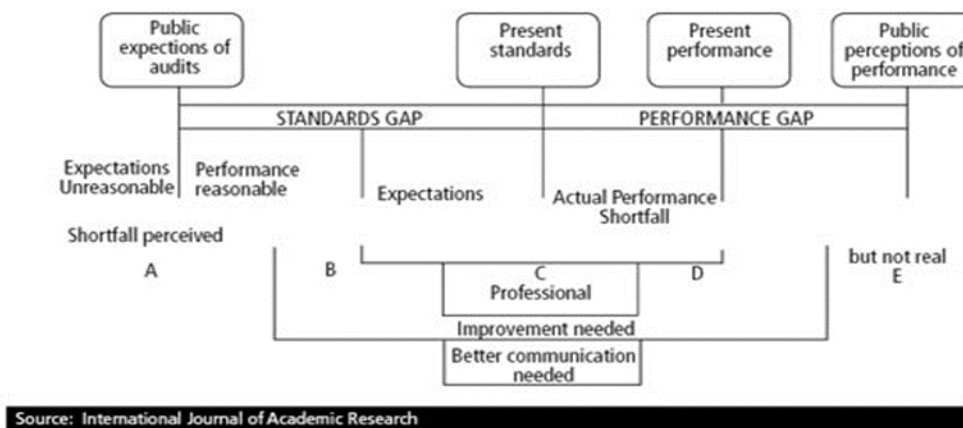 Public
expections of
audits
Present
standards
Present
performance
Public
perceptions of
performance
STANDARDS GAP
PERFORMANCE GAP
Expectations
Unreasonable
Performance
reasonable
Expectations
Actual Performance
Shortfall
Shortfall perceived
but not real
A
B
C
D
E
Professional
Improvement needed
Better communication
needed
Source: International Journal of Academic Research